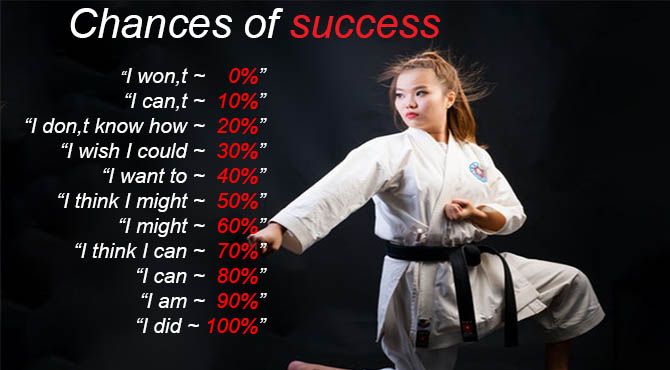 Chances of success
“I won,t ~ 0%”
“I can,t ~ 10%”
“I don,t know how ~ 20%”
“I wish I could ~ 30%”
“I want to ~ 40%”
“I think I might ~ 50%”
“I might ~ 60%”
“I think I can ~ 70%”
“I can ~ 80%”
“I am ~ 90%”
“I did ~ 100%”